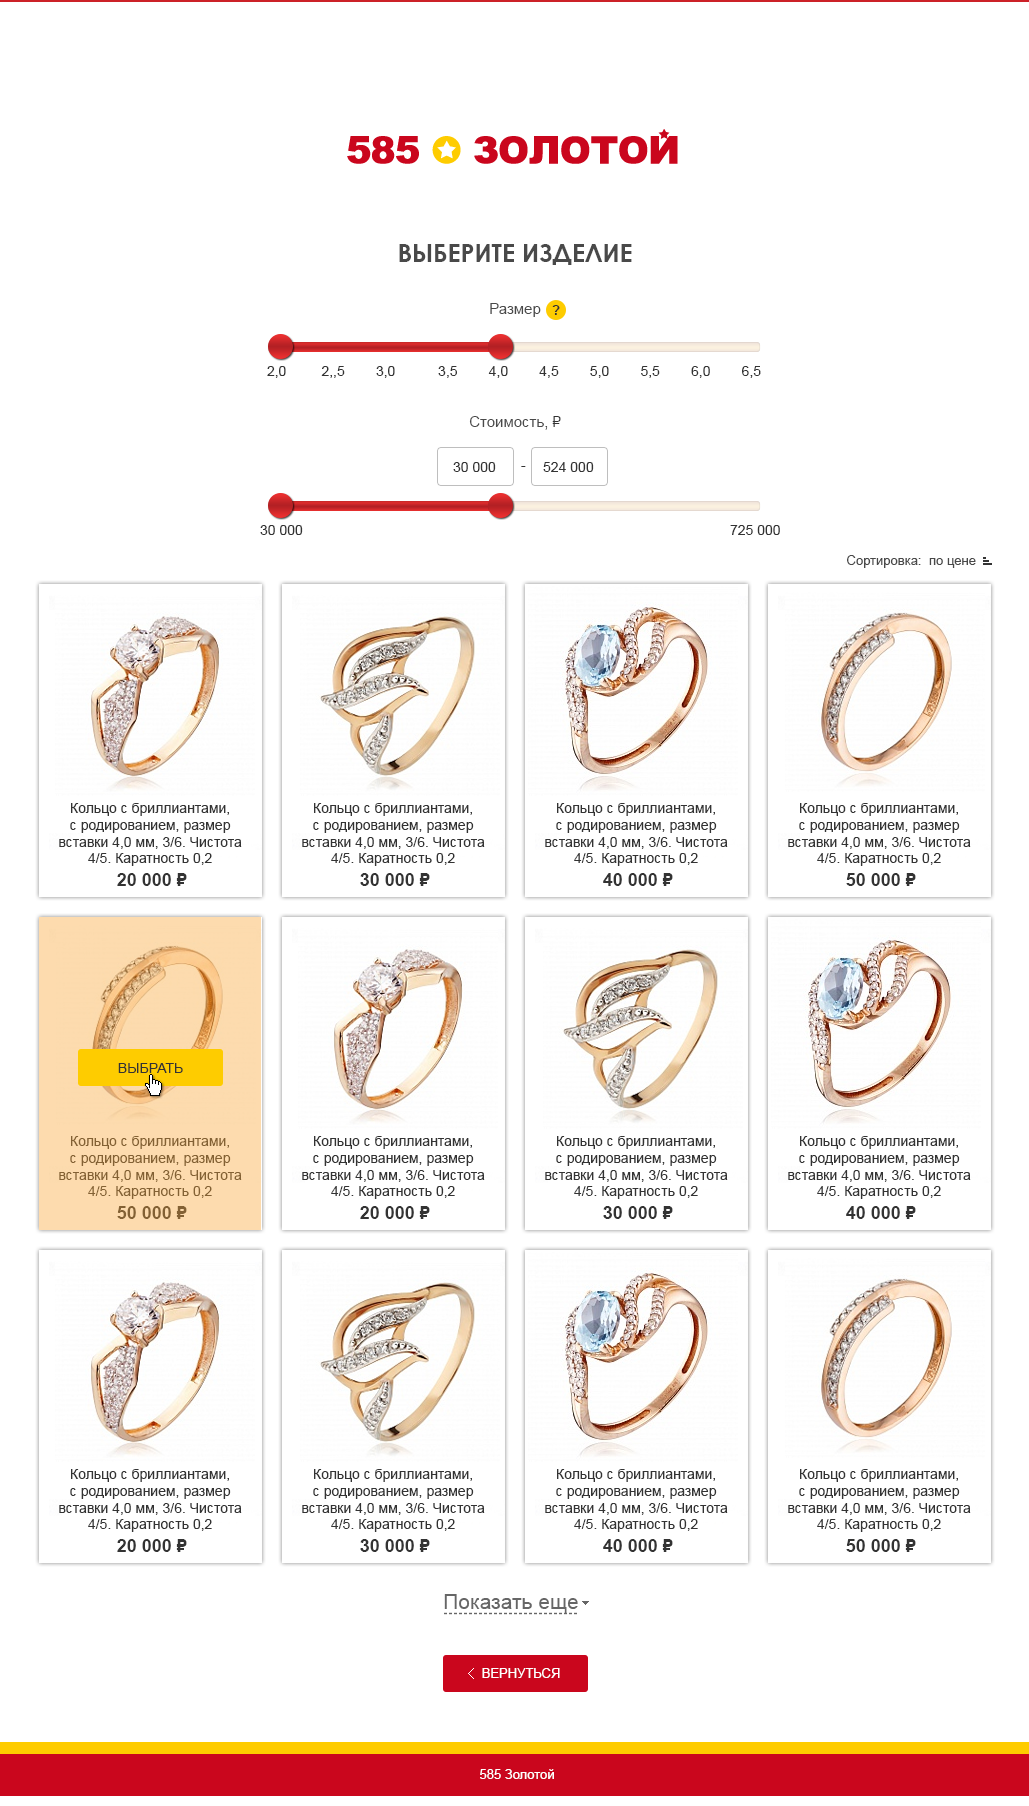 585 ЗОЛОТОЙ
ВЫБЕРИТЕ ИЗДЕЛИЕ
Размер ?
2,0 2,,5 3,0 3,5 4,0 4,5 5,0 5,5 6,0 6,5
Стоимость, ₽
30 000 - 524 000
30 000 725 000
Сортировка: по цене
Кольцо с бриллиантами,
с родированием, размер
вставки 4,0 мм, 3/6. Чистота
4/5. Каратность 0,2
20 000 ₽
Кольцо с бриллиантами,
с родированием, размер
вставки 4,0 мм, 3/6. Чистота
4/5. Каратность 0,2
30 000 ₽
Кольцо с бриллиантами,
с родированием, размер
вставки 4,0 мм, 3/6. Чистота
4/5. Каратность 0,2
40 000 ₽
Кольцо с бриллиантами,
с родированием, размер
вставки 4,0 мм, 3/6. Чистота
4/5. Каратность 0,2
50 000 ₽
ВЫБРАТЬ
Кольцо с бриллиантами,
с родированием, размер
вставки 4,0 мм, 3/6. Чистота
4/5. Каратность 0,2
50 000 ₽
Кольцо с бриллиантами,
с родированием, размер
вставки 4,0 мм, 3/6. Чистота
4/5. Каратность 0,2
20 000 ₽
Кольцо с бриллиантами,
с родированием, размер
вставки 4,0 мм, 3/6. Чистота
4/5. Каратность 0,2
30 000 ₽
Кольцо с бриллиантами,
с родированием, размер
вставки 4,0 мм, 3/6. Чистота
4/5. Каратность 0,2
40 000 ₽
Кольцо с бриллиантами,
с родированием, размер
вставки 4,0 мм, 3/6. Чистота
4/5. Каратность 0,2
20 000 ₽
Кольцо с бриллиантами,
с родированием, размер
вставки 4,0 мм, 3/6. Чистота
4/5. Каратность 0,2
30 000 ₽
Кольцо с бриллиантами,
с родированием, размер
вставки 4,0 мм, 3/6. Чистота
4/5. Каратность 0,2
40 000 ₽
Кольцо с бриллиантами,
с родированием, размер
вставки 4,0 мм, 3/6. Чистота
4/5. Каратность 0,2
50 000 ₽
Показать еще
ВЕРНУТЬСЯ
585 Золотой